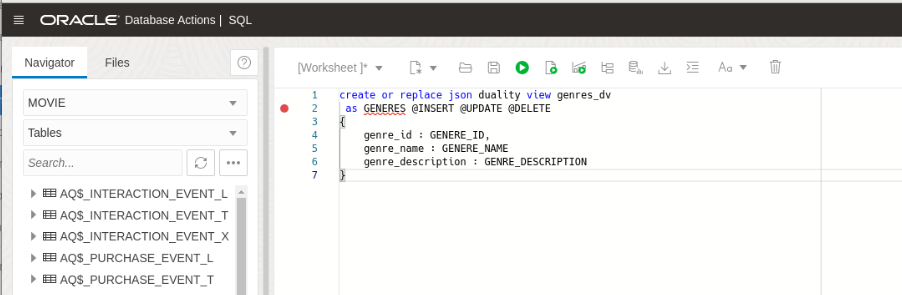 ORACLE Database Actions | SQL
Navigator Files
[Worksheet ]*
Aa
MOVIE
Tables
Search...
AQ$_INTERACTION_EVENT_L
AQ$_INTERACTION_EVENT_T
AQ$_INTERACTION_EVENT_X
AQ$_PURCHASE_EVENT_L
AQ$_PURCHASE_EVENT_T
1 create or replace json duality view genres_dv
2 as GENERES @INSERT @UPDATE @DELETE
3 {
4 genre_id : GENERE_ID,
5 genre_name : GENERE_NAME
6 genre_description : GENRE_DESCRIPTION
7 }